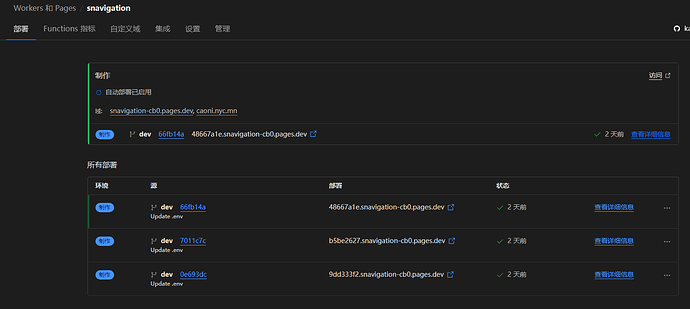 Workers 和 Pages / snavigation
部署 Functions 指标 自定义域 集成 设置 管理
制作 访问
自动部署已启用
域: snavigation-cb0.pages.dev, caoni.nyc.mn
制作 dev 66fb14a 48667a1e.snavigation-cb0.pages.dev 2 天前 查看详细信息
所有部署
环境 源 部署 状态
制作 dev 66fb14a 48667a1e.snavigation-cb0.pages.dev 2 天前 查看详细信息
Update .env
制作 dev 7011c7c b5be2627.snavigation-cb0.pages.dev 2 天前 查看详细信息
Update .env
制作 dev 0e693dc 9dd333f2.snavigation-cb0.pages.dev 2 天前 查看详细信息
Update .env